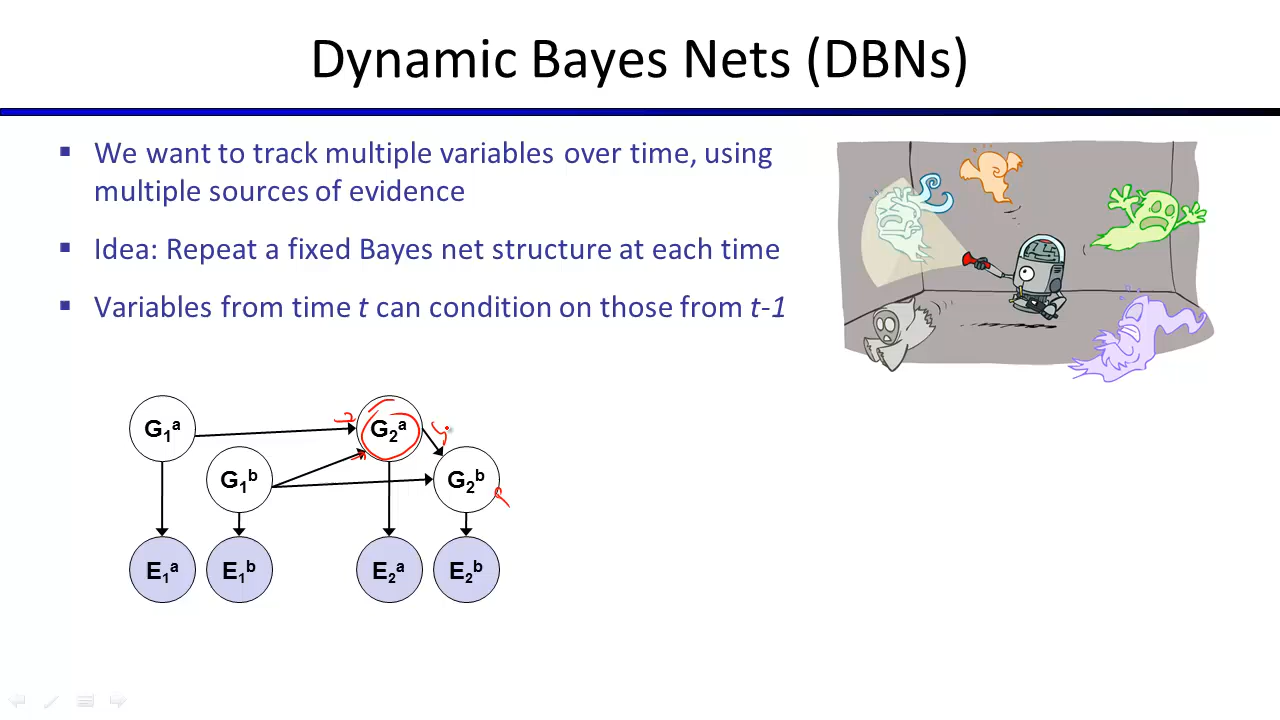 Dynamic Bayes Nets (DBNs)
▪ We want to track multiple variables over time, using
multiple sources of evidence
▪ Idea: Repeat a fixed Bayes net structure at each time
▪ Variables from time t can condition on those from t-1
G₁ᵃ G₂ᵃ
G₁ᵇ G₂ᵇ
E₁ᵃ E₁ᵇ E₂ᵃ E₂ᵇ